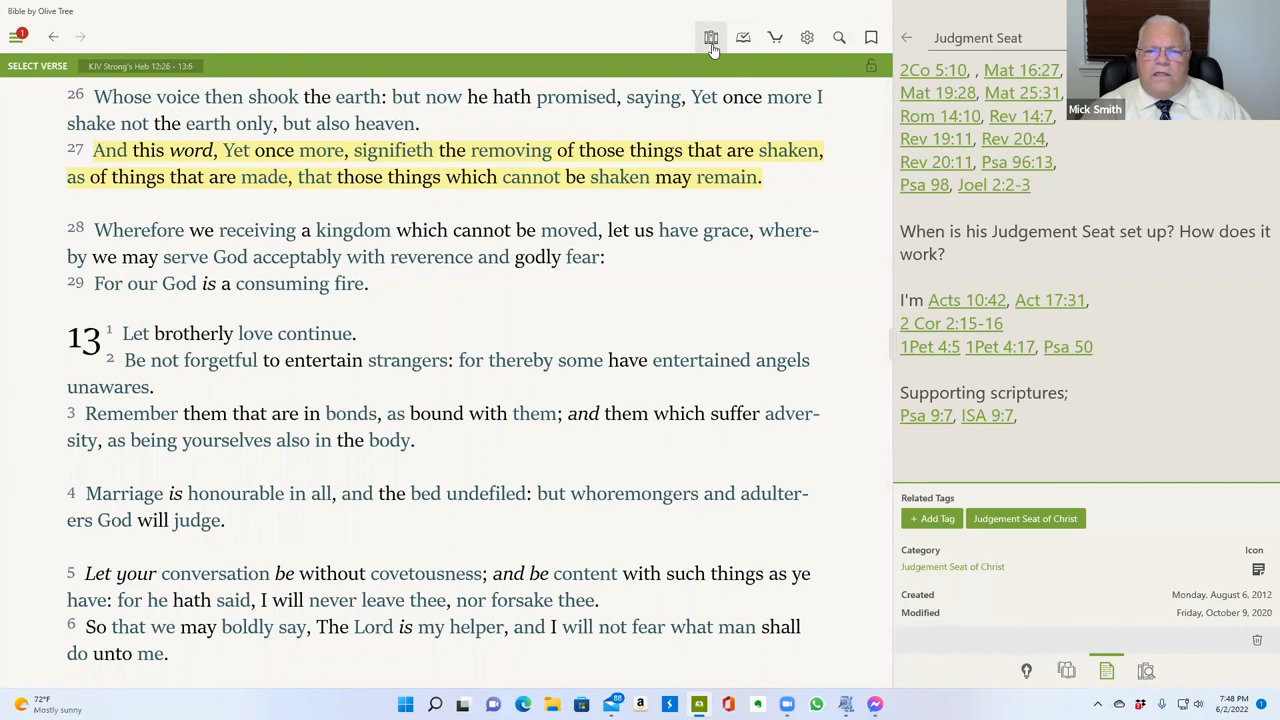 Bible by Olive Tree
1
SELECT VERSE
KJV Strong's Heb 12:26 - 13:6
26 Whose voice then shook the earth: but now he hath promised, saying, Yet once more I
shake not the earth only, but also heaven.
27 And this word, Yet once more, signifieth the removing of those things that are shaken,
as of things that are made, that those things which cannot be shaken may remain.
28 Wherefore we receiving a kingdom which cannot be moved, let us have grace, where-
by we may serve God acceptably with reverence and godly fear:
29 For our God is a consuming fire.
13 1 Let brotherly love continue.
2 Be not forgetful to entertain strangers: for thereby some have entertained angels
unawares.
3 Remember them that are in bonds, as bound with them; and them which suffer adver-
sity, as being yourselves also in the body.
4 Marriage is honourable in all, and the bed undefiled: but whoremongers and adulter-
ers God will judge.
5 Let your conversation be without covetousness; and be content with such things as ye
have: for he hath said, I will never leave thee, nor forsake thee.
6 So that we may boldly say, The Lord is my helper, and I will not fear what man shall
do unto me.
Judgment Seat
Mick Smith
2Co 5:10, , Mat 16:27,
Mat 19:28, Mat 25:31,
Rom 14:10, Rev 14:7,
Rev 19:11, Rev 20:4,
Rev 20:11, Psa 96:13,
Psa 98, Joel 2:2-3
When is his Judgement Seat set up? How does it
work?
I'm Acts 10:42, Act 17:31,
2 Cor 2:15-16
1Pet 4:5 1Pet 4:17, Psa 50
Supporting scriptures;
Psa 9:7, ISA 9:7,
Related Tags
+ Add Tag
Judgement Seat of Christ
Category
Icon
Judgement Seat of Christ
Created
Monday, August 6, 2012
Modified
Friday, October 9, 2020
72°F
Mostly sunny
88
a
7:48 PM
6/2/2022
1